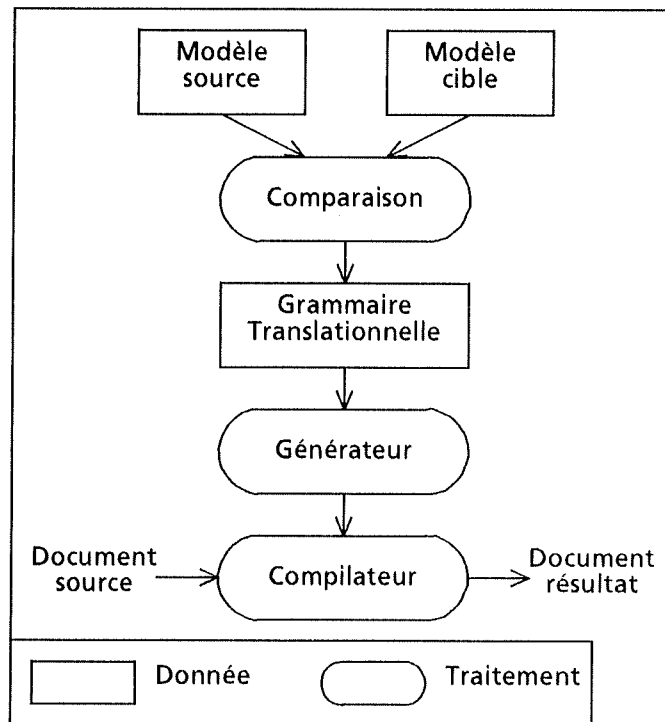 Modèle
source
Modèle
cible
Comparaison
Grammaire
Translationnelle
Générateur
Document
source
Compilateur
Document
résultat
Donnée
Traitement